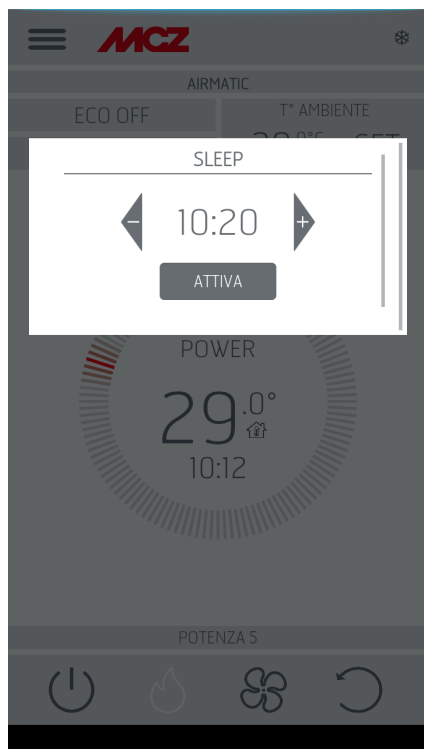 MCZ
AIRMATIC
ECO OFF
T° AMBIENTE
SLEEP
- 10:20 +
ATTIVA
POWER
29.0°
10:12
POTENZA 5